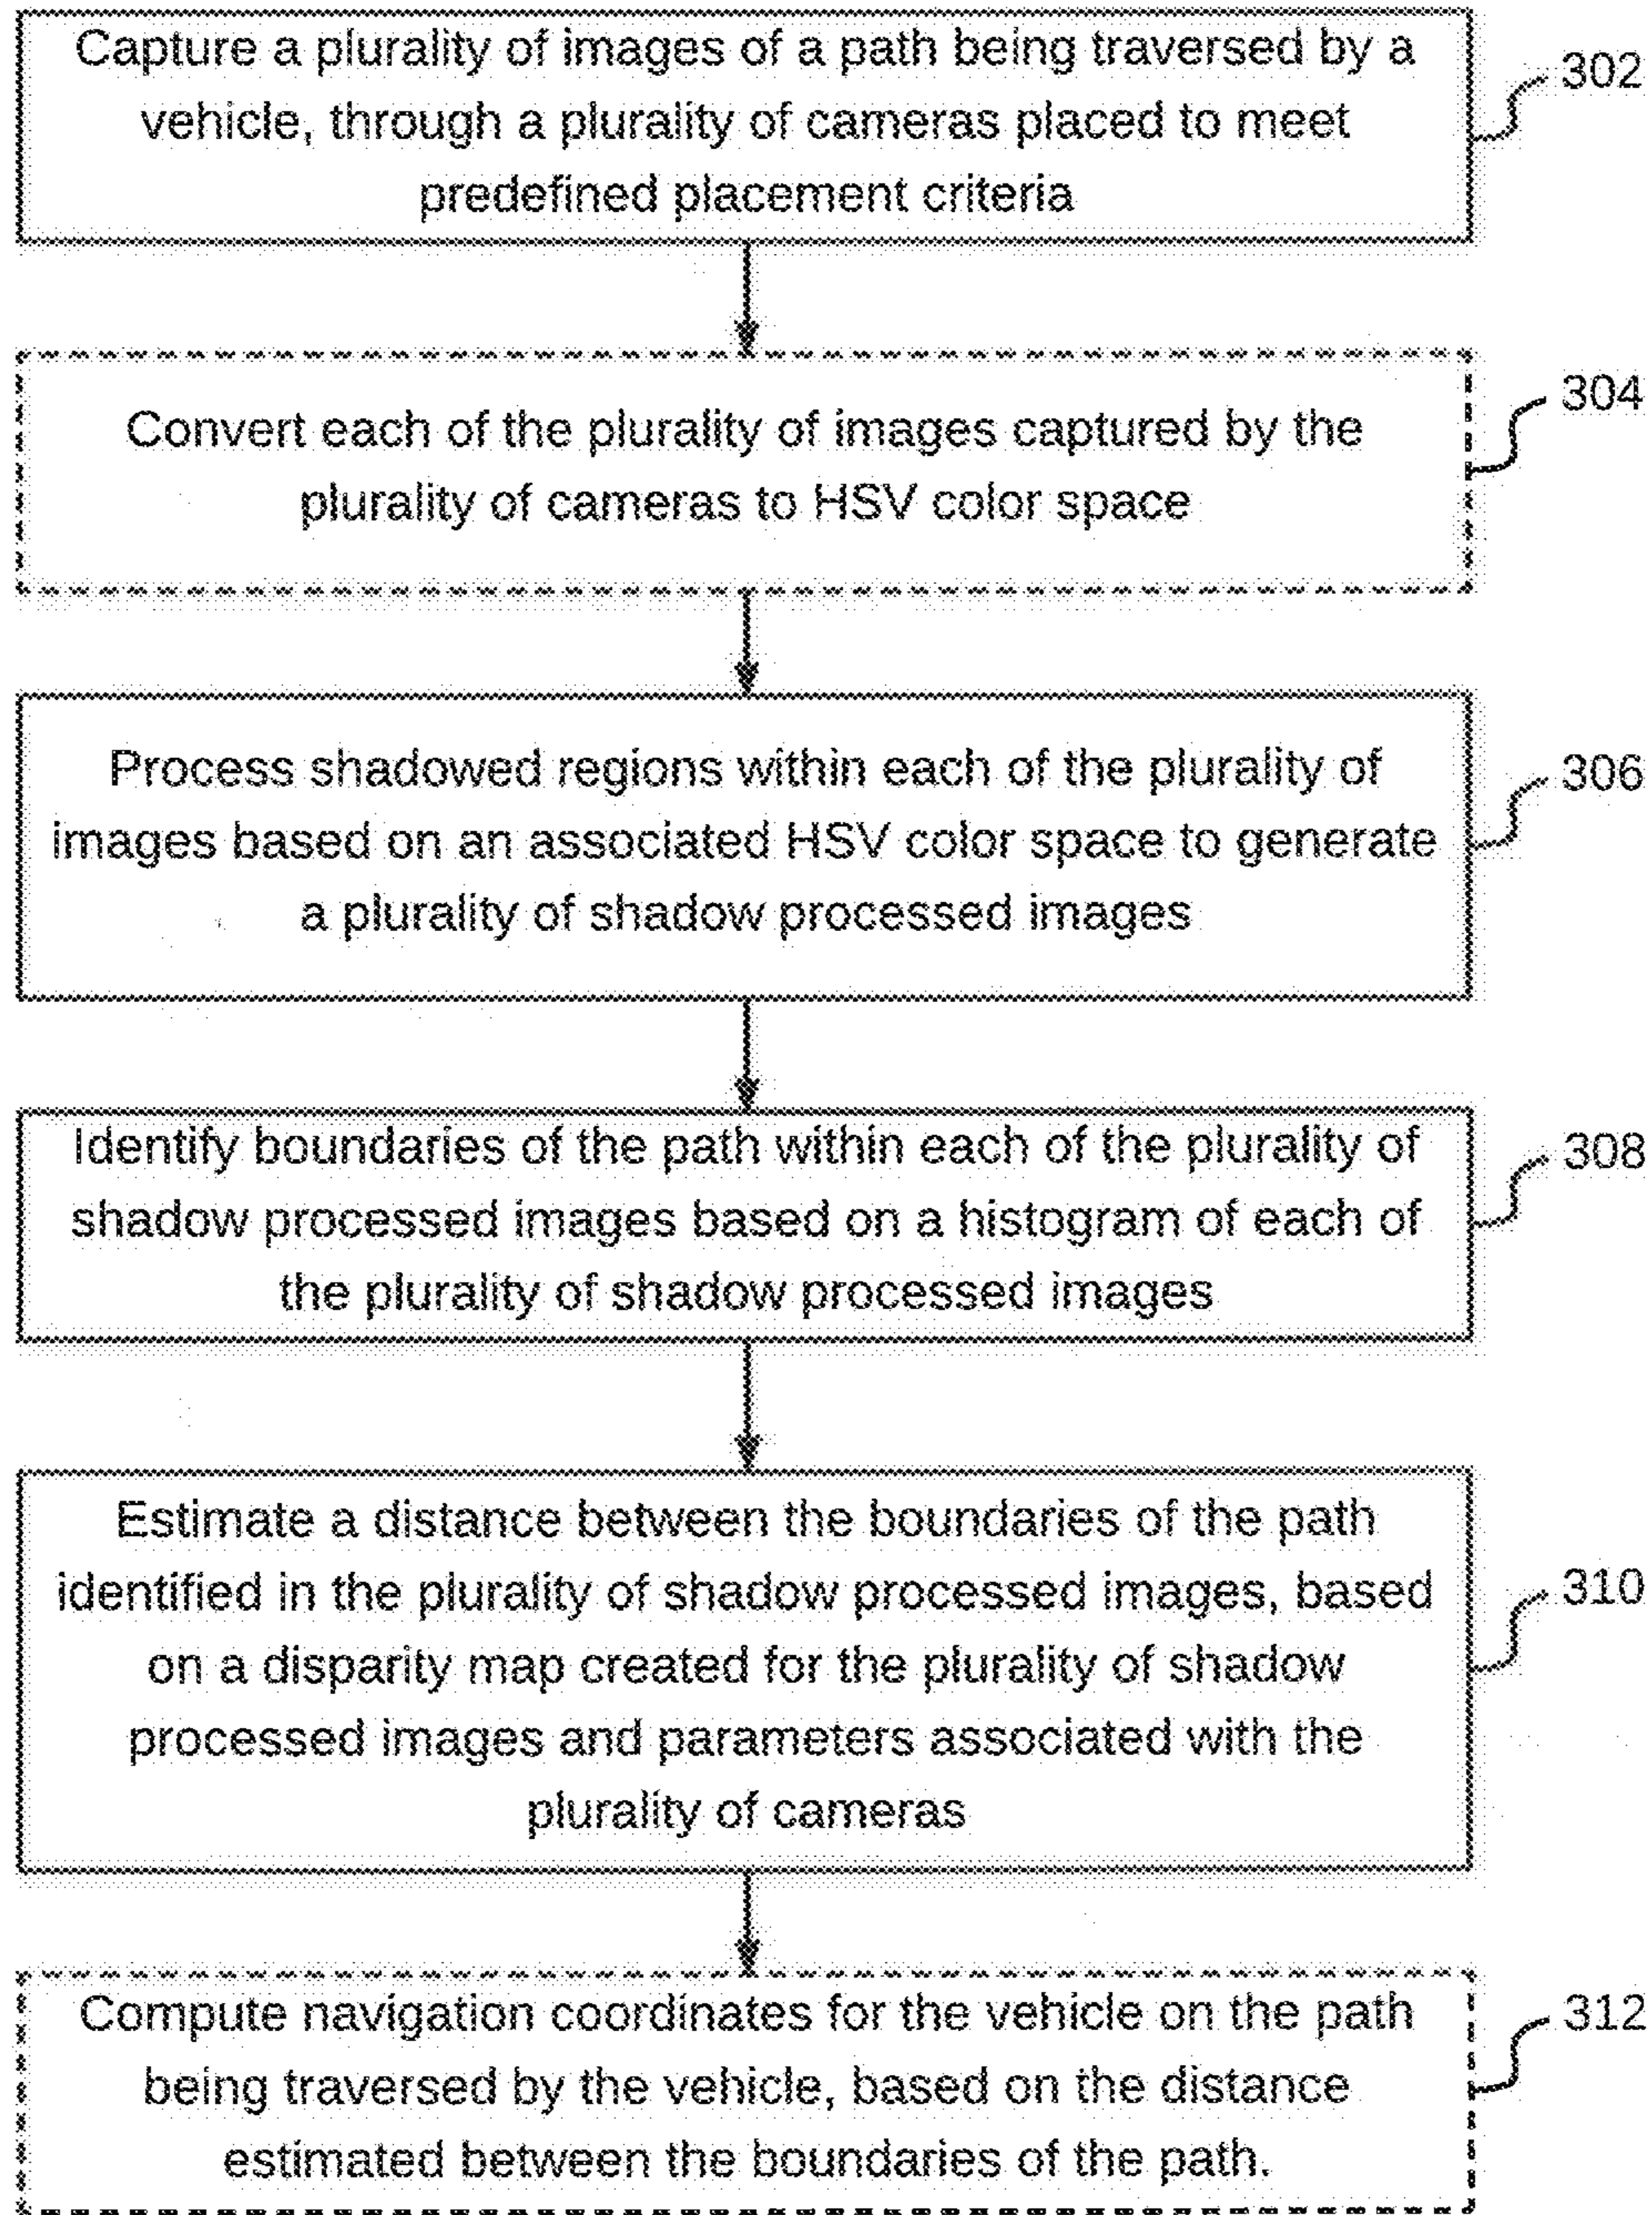 Capture a plurality of images of a path being traversed by a
vehicle, through a plurality of cameras placed to meet
predefined placement criteria
302
Convert each of the plurality of images captured by the
plurality of cameras to HSV color space
304
Process shadowed regions within each of the plurality of
images based on an associated HSV color space to generate
a plurality of shadow processed images
306
Identify boundaries of the path within each of the plurality of
shadow processed images based on a histogram of each of
the plurality of shadow processed images
308
Estimate a distance between the boundaries of the path
identified in the plurality of shadow processed images, based
on a disparity map created for the plurality of shadow
processed images and parameters associated with the
plurality of cameras
310
Compute navigation coordinates for the vehicle on the path
being traversed by the vehicle, based on the distance
estimated between the boundaries of the path.
312